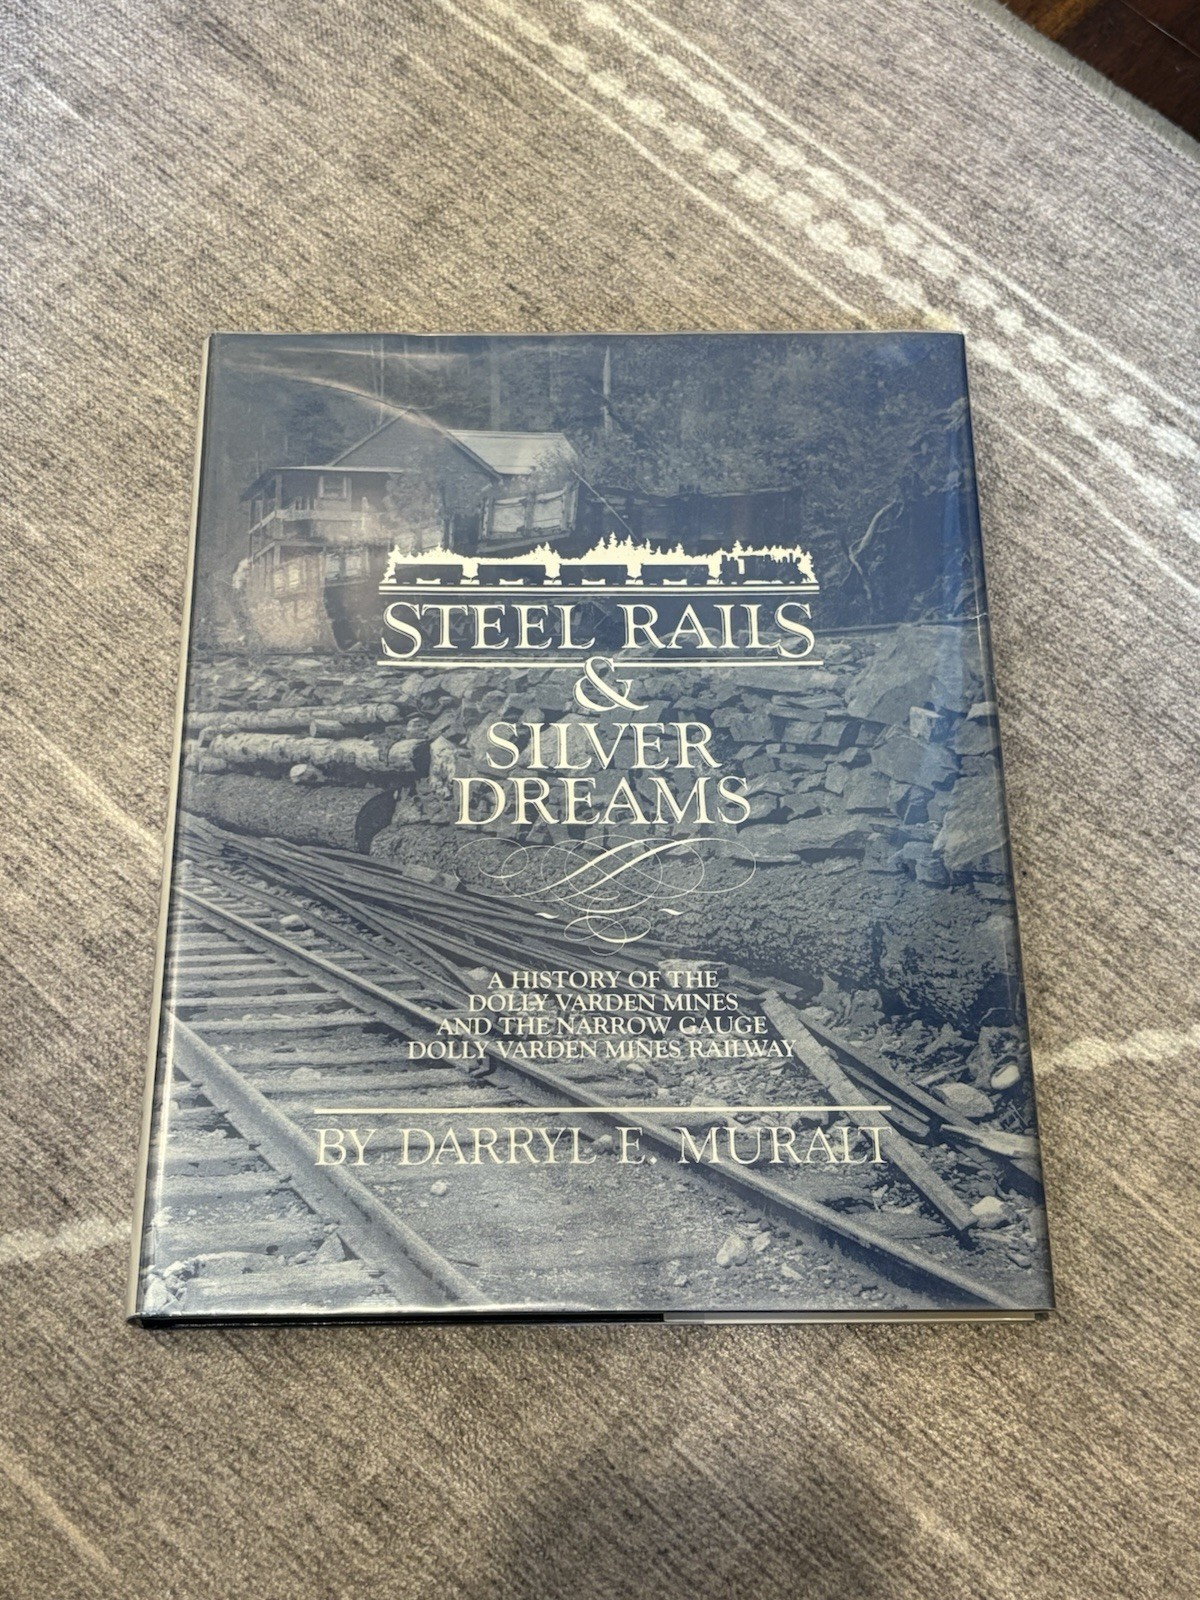 STEEL RAILS
&
SILVER
DREAMS
A HISTORY OF THE
DOLLY VARDEN MINES
AND THE NARROW GAUGE
DOLLY VARDEN MINES RAILWAY
BY DARRYL E. MURALT